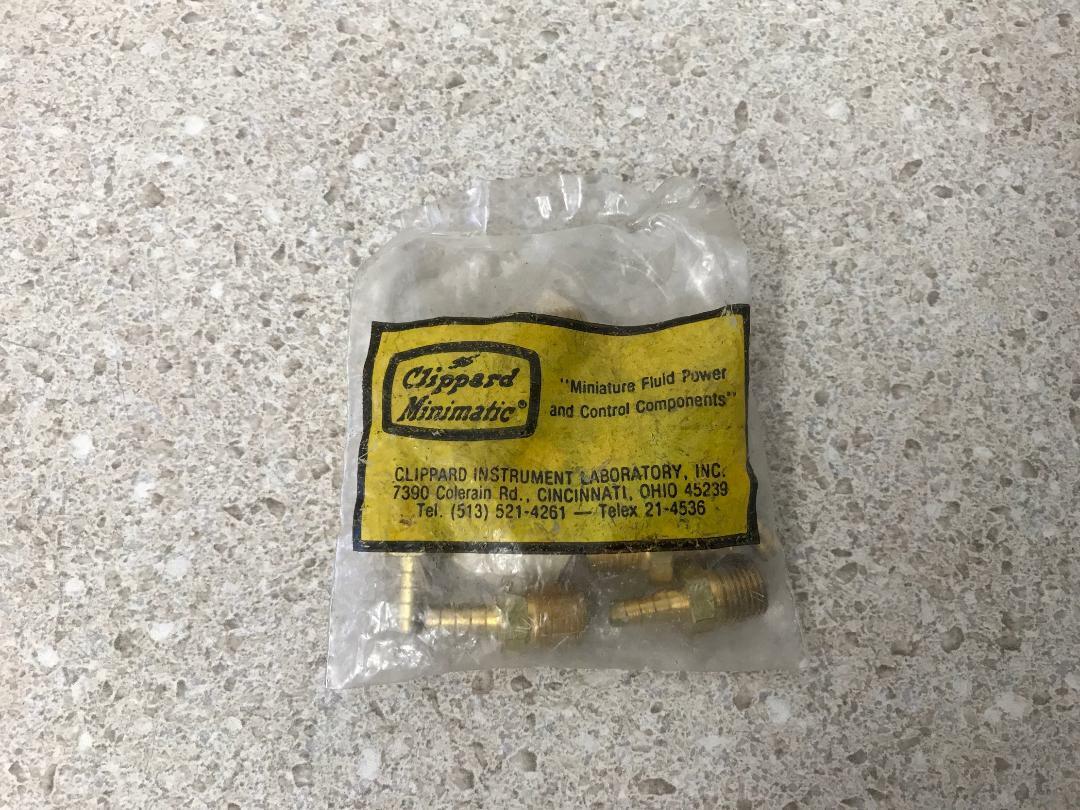 Clippard
Minimatic®
"Miniature Fluid Power
and Control Components"
CLIPPARD INSTRUMENT LABORATORY, INC.
7390 Colerain Rd., CINCINNATI, OHIO 45239
Tel. (513) 521-4261 — Telex 21-4536